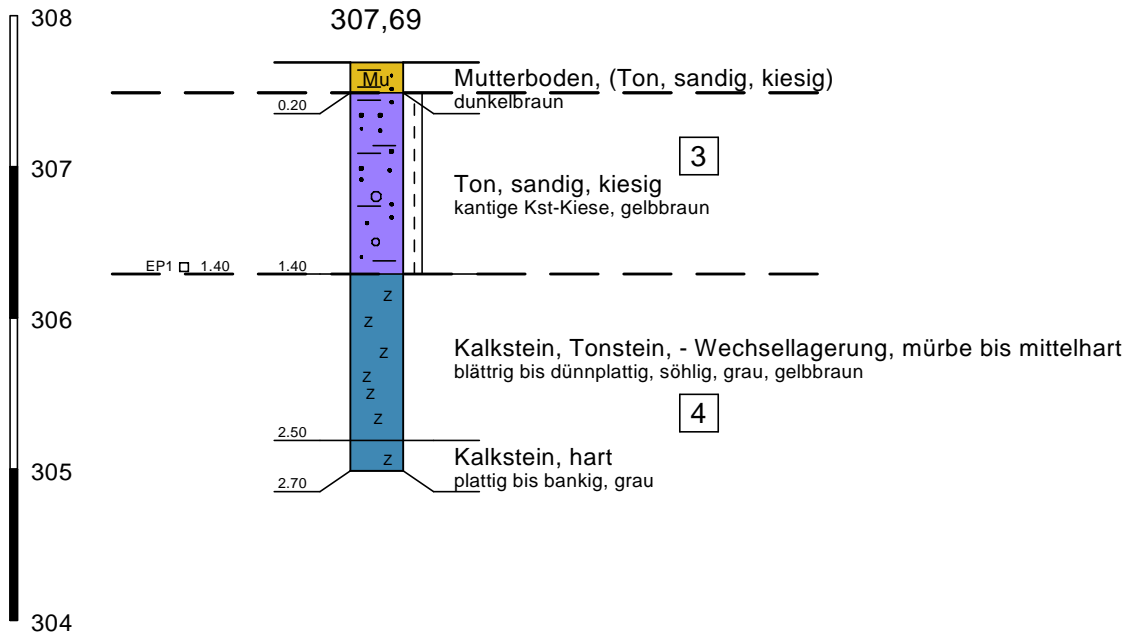 308
307,69
Mu
Mutterboden, (Ton, sandig, kiesig)
0.20
dunkelbraun
3
307
Ton, sandig, kiesig
kantige Kst-Kiese, gelbbraun
EP1 1.40 1.40
306
z
z
Kalkstein, Tonstein, - Wechsellagerung, mürbe bis mittelhart
z
blättrig bis dünnplattig, söhlig, grau, gelbbraun
z
z
4
z
2.50
Kalkstein, hart
z
305
plattig bis bankig, grau
2.70
304